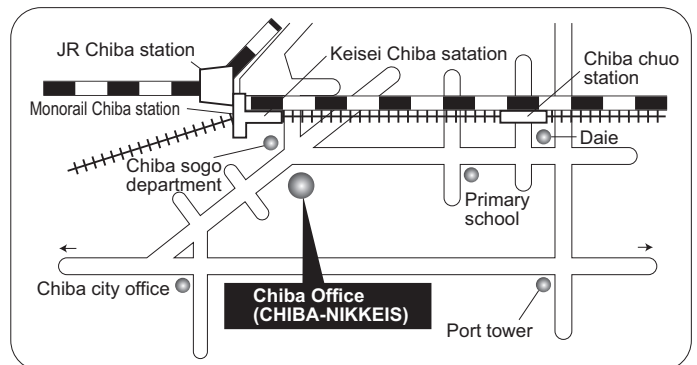 JR Chiba station
Keisei Chiba satation
Chiba chuo
station
Monorail Chiba station
Daie
Chiba sogo
department
Primary
school
Chiba city office
Chiba Office
(CHIBA-NIKKEIS)
Port tower